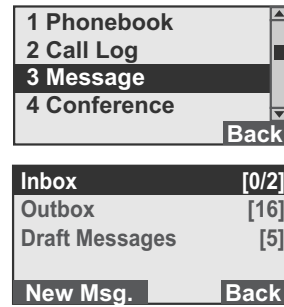 1 Phonebook
2 Call Log
3 Message
4 Conference
Back
Inbox [0/2]
Outbox [16]
Draft Messages [5]
New Msg. Back